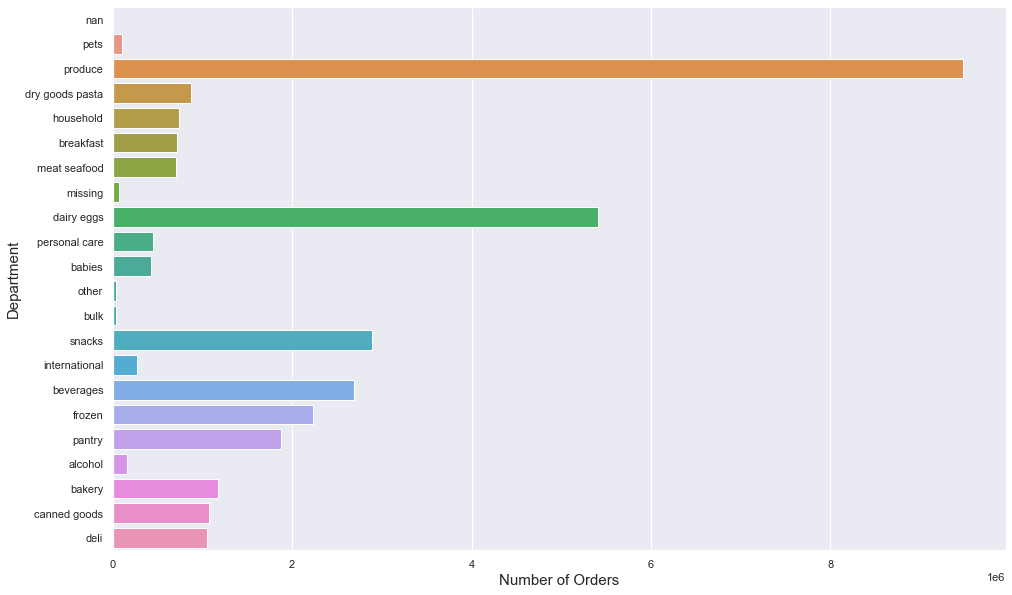 nan
pets
produce
dry goods pasta
household
breakfast
meat seafood
missing
dairy eggs
personal care
babies
other
bulk
snacks
international
beverages
frozen
pantry
alcohol
bakery
canned goods
deli
Department
0 2 4 6 8
1e6
Number of Orders